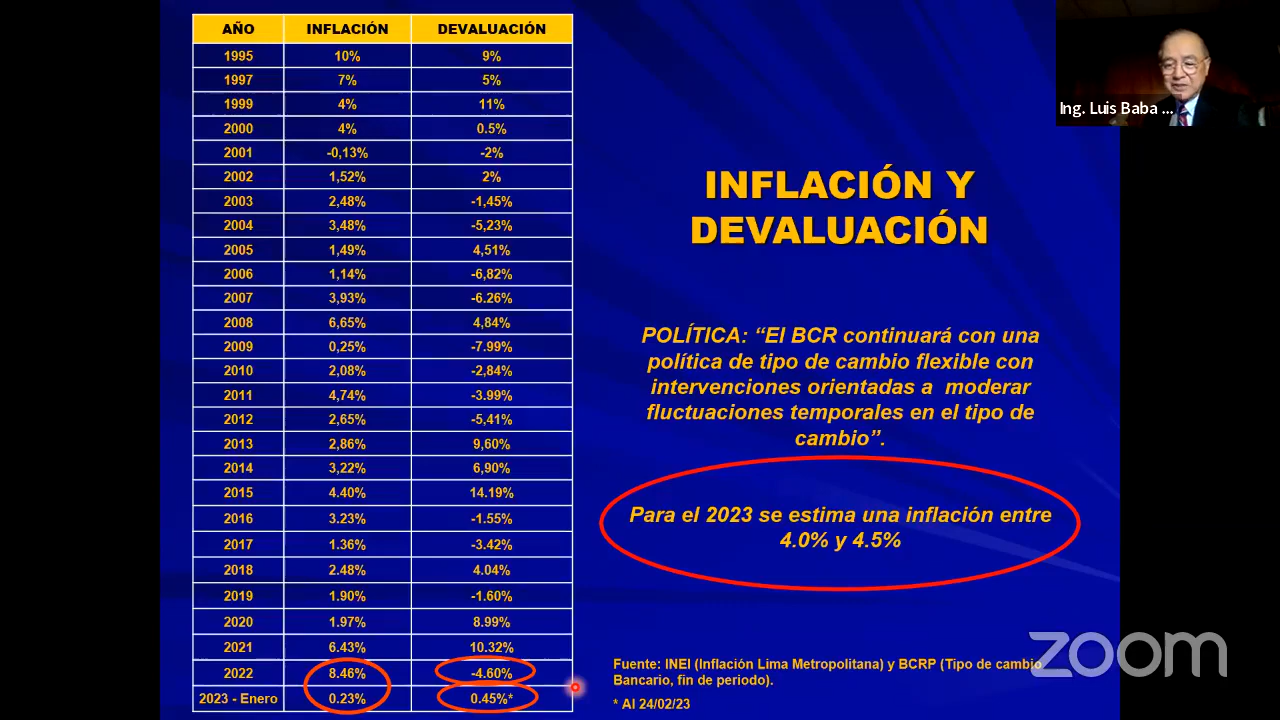 AÑO INFLACIÓN DEVALUACIÓN
1995 10% 9%
1997 7% 5%
1999 4% 11%
2000 4% 0.5%
2001 -0,13% -2%
2002 1,52% 2%
2003 2,48% -1,45%
2004 3,48% -5,23%
2005 1,49% 4,51%
2006 1,14% -6,82%
2007 3,93% -6.26%
2008 6,65% 4,84%
2009 0,25% -7.99%
2010 2,08% -2,84%
2011 4,74% -3.99%
2012 2,65% -5,41%
2013 2,86% 9,60%
2014 3,22% 6,90%
2015 4.40% 14.19%
2016 3.23% -1.55%
2017 1.36% -3.42%
2018 2.48% 4.04%
2019 1.90% -1.60%
2020 1.97% 8.99%
2021 6.43% 10.32%
2022 8.46% -4.60%
2023 - Enero 0.23% 0.45%*
INFLACIÓN Y
DEVALUACIÓN
POLÍTICA: “El BCR continuará con una
política de tipo de cambio flexible con
intervenciones orientadas a moderar
fluctuaciones temporales en el tipo de
cambio”.
Para el 2023 se estima una inflación entre
4.0% y 4.5%
Fuente: INEI (Inflación Lima Metropolitana) y BCRP (Tipo de cambio
Bancario, fin de periodo).
* Al 24/02/23
Ing. Luis Baba ...
zoom